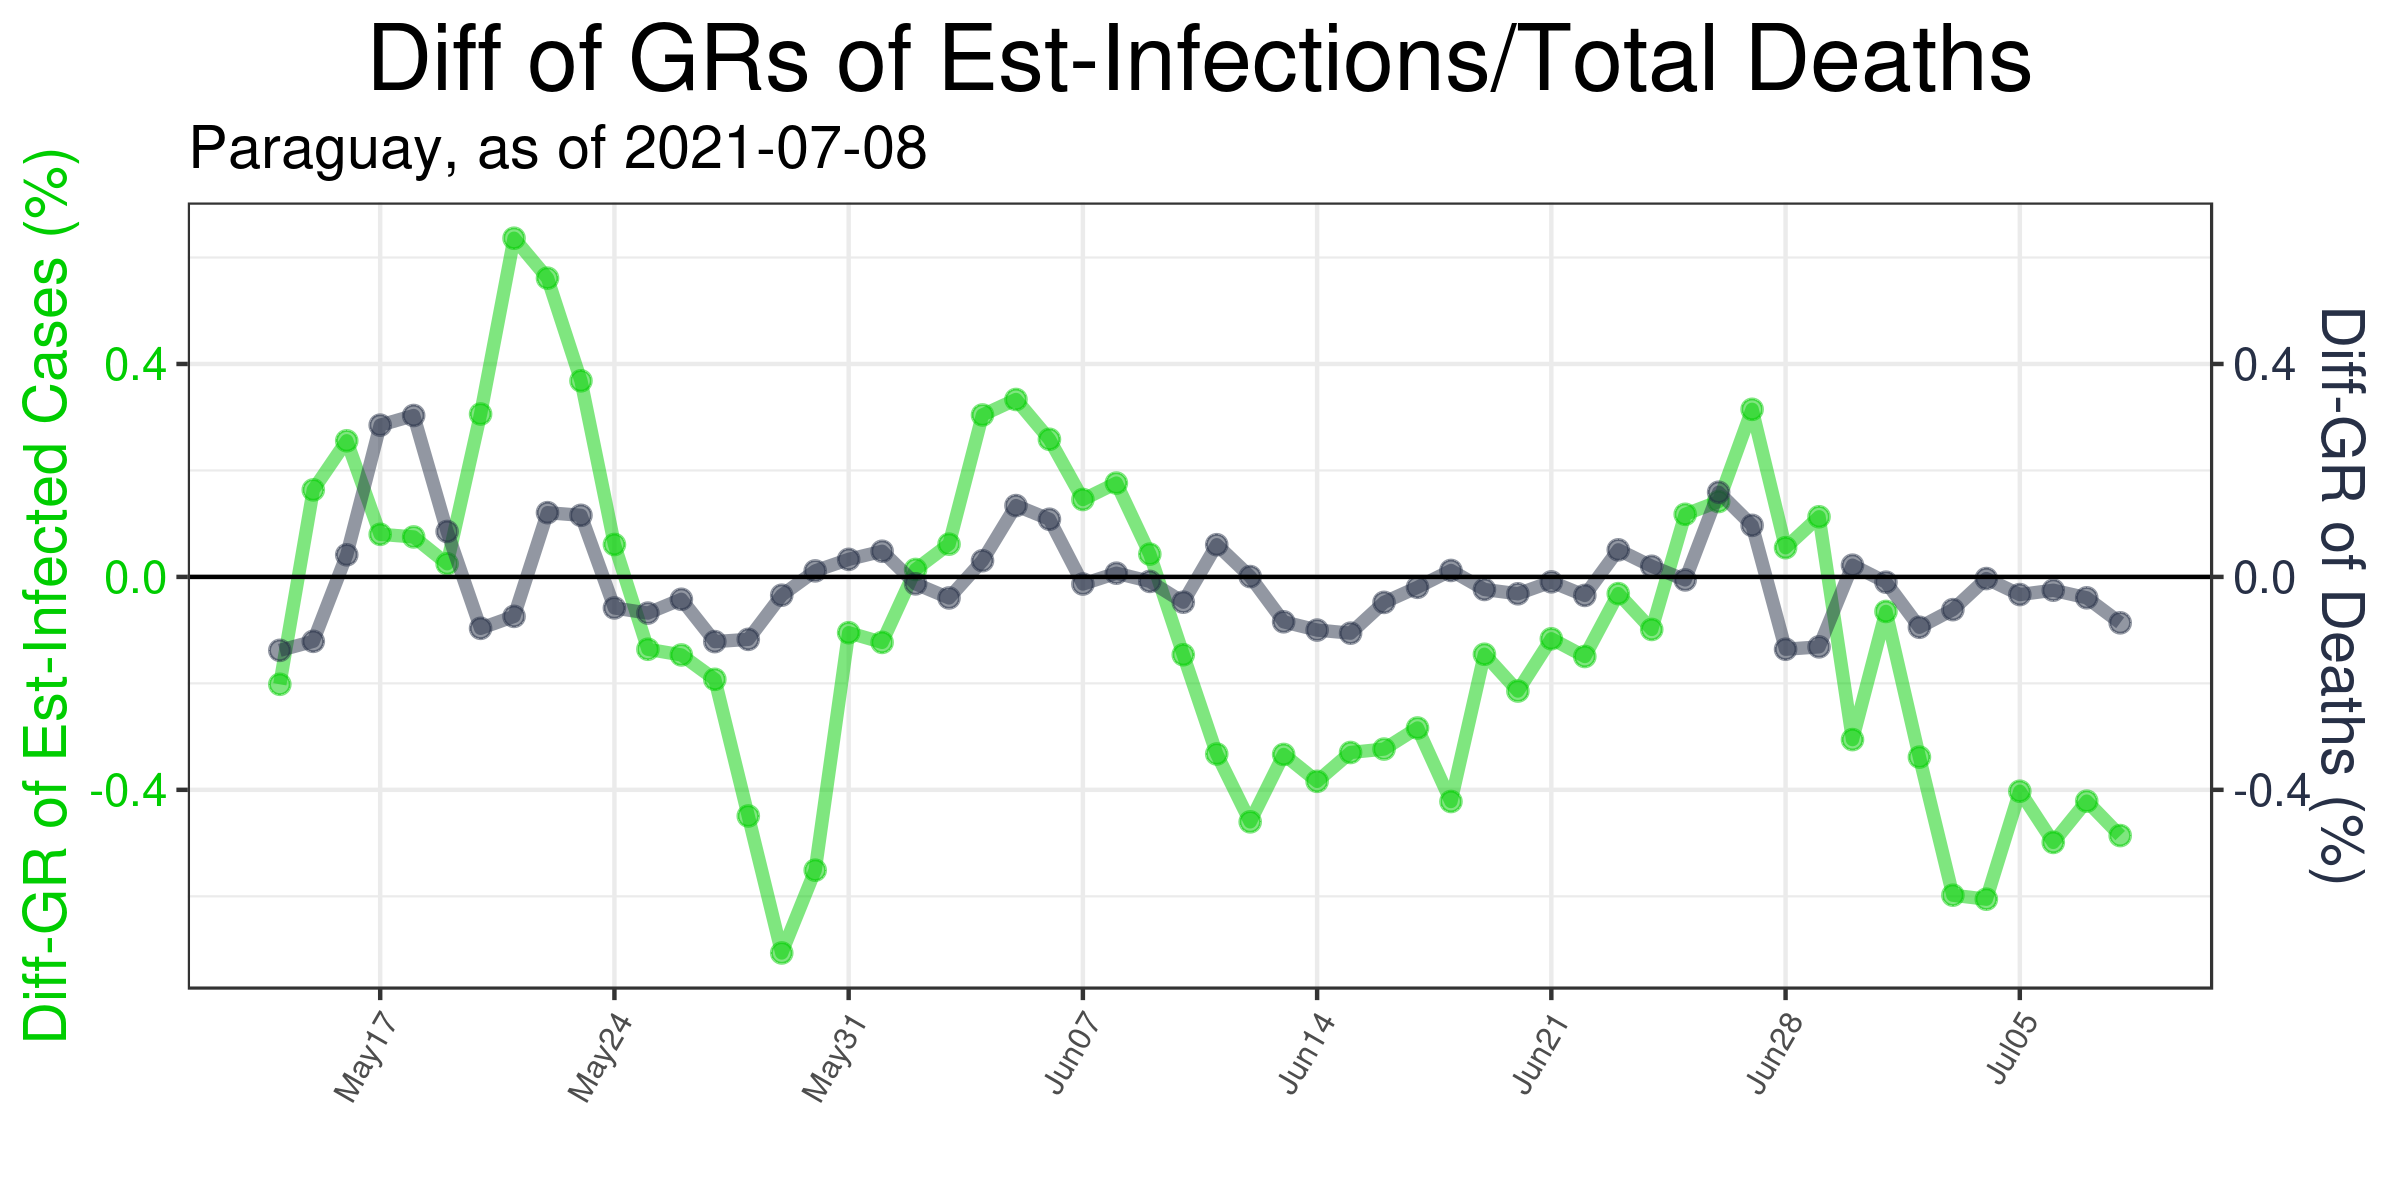 Diff of GRs of Est-Infections/Total Deaths
Paraguay, as of 2021-07-08
Diff-GR of Est-Infected Cases (%)
0.4
0.0
-0.4
0.4
0.0
-0.4
Diff-GR of Deaths (%)
May17
May24
May31
Jun07
Jun14
Jun21
Jun28
Jul05